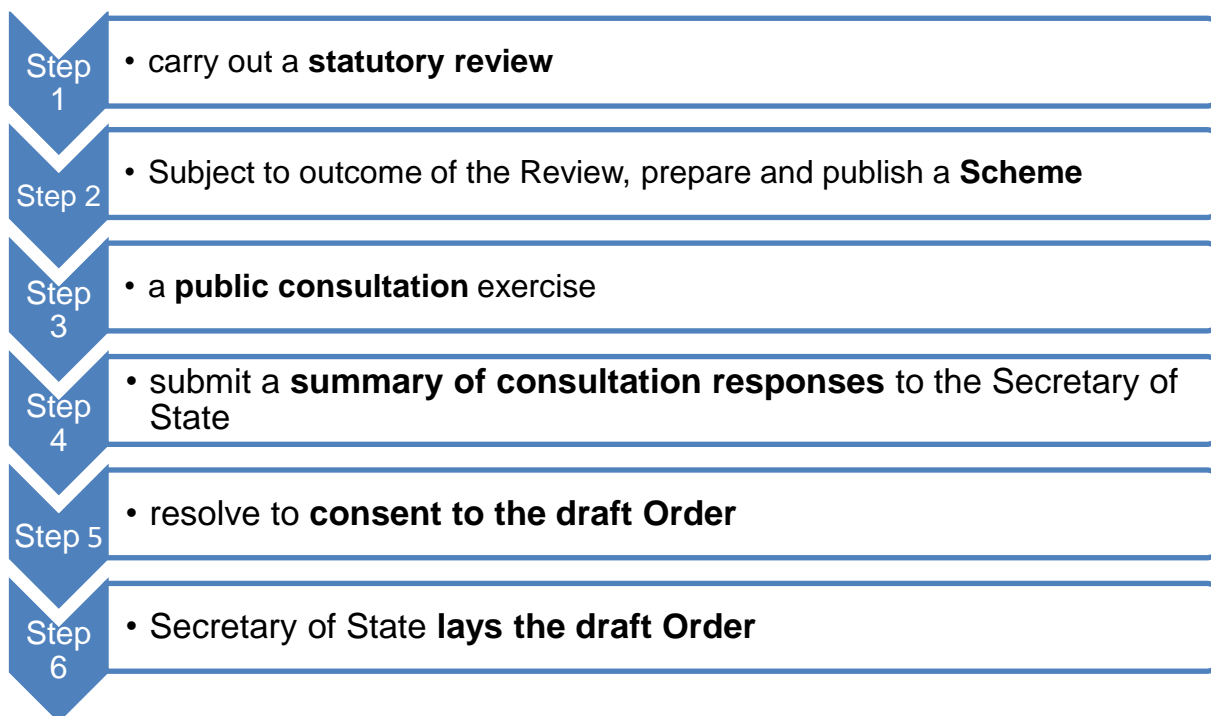 Step
1
• carry out a statutory review
Step 2
• Subject to outcome of the Review, prepare and publish a Scheme
Step
3
• a public consultation exercise
Step
4
• submit a summary of consultation responses to the Secretary of
State
Step 5
• resolve to consent to the draft Order
Step
6
• Secretary of State lays the draft Order